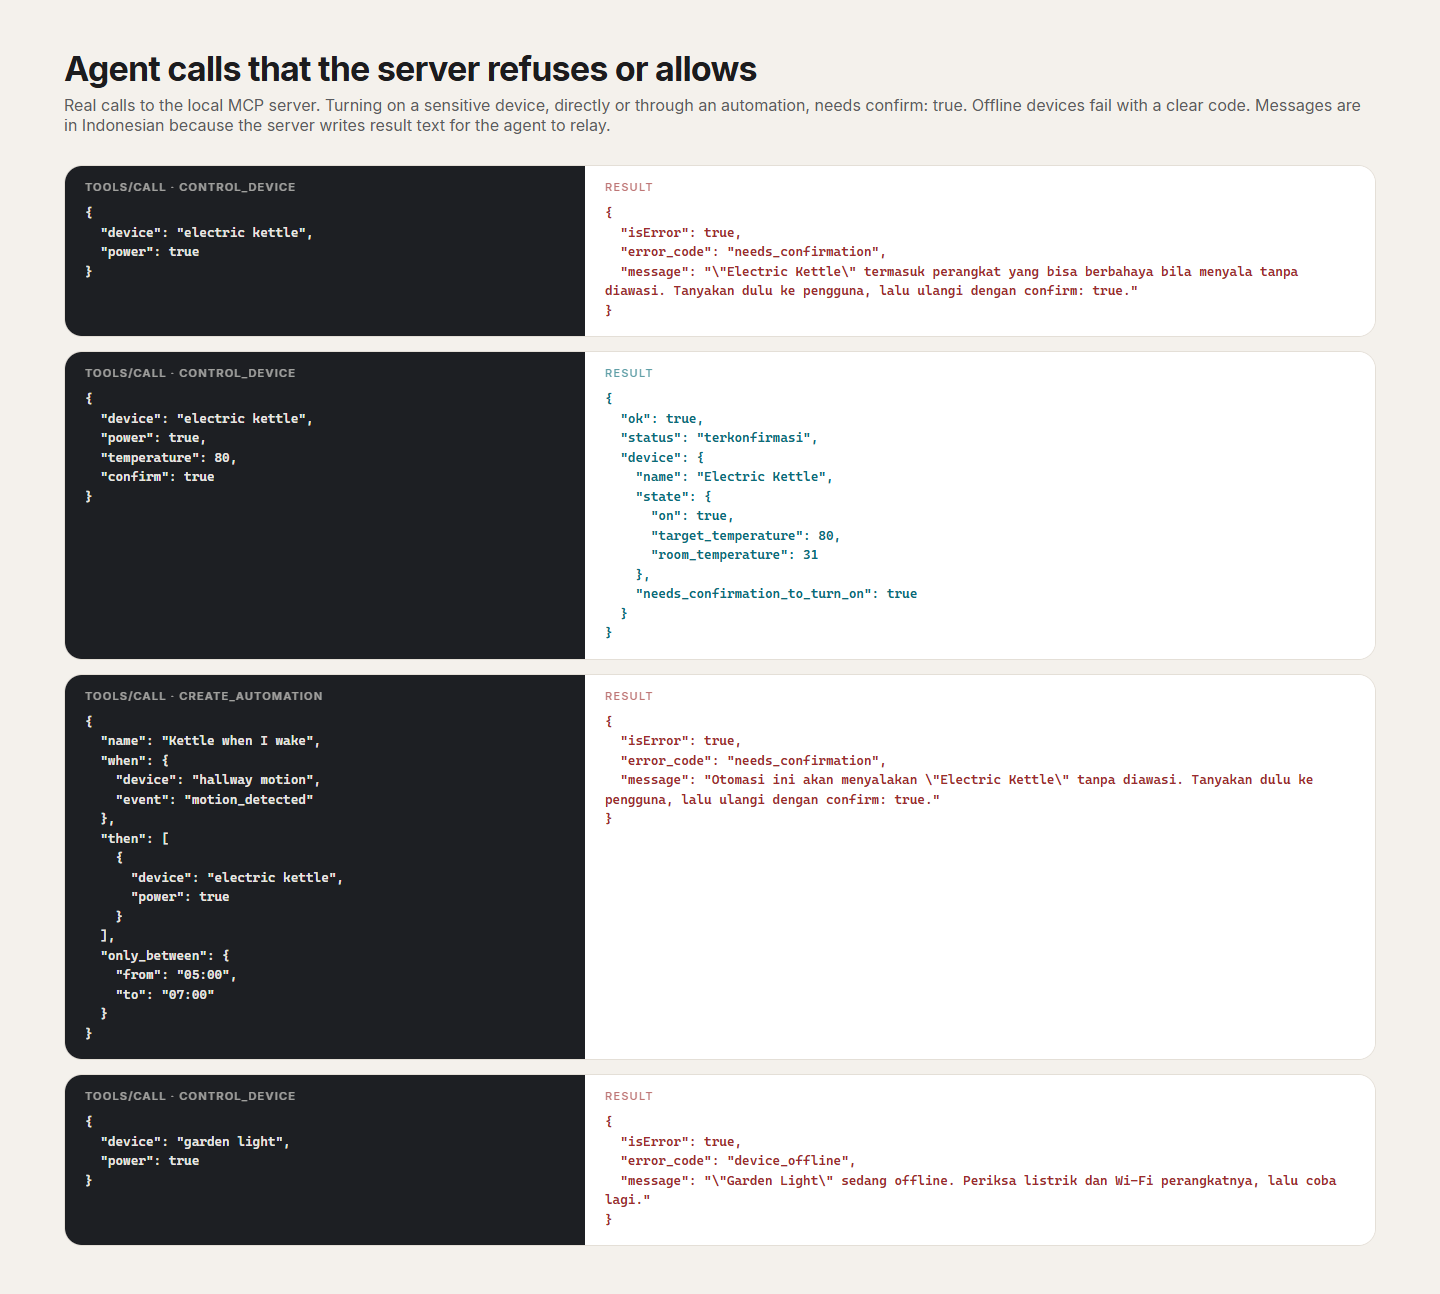 Agent calls that the server refuses or allows
Real calls to the local MCP server. Turning on a sensitive device, directly or through an automation, needs confirm: true. Offline devices fail with a clear code. Messages are
in Indonesian because the server writes result text for the agent to relay.
TOOLS/CALL · CONTROL_DEVICE
{
  "device": "electric kettle",
  "power": true
}
RESULT
{
  "isError": true,
  "error_code": "needs_confirmation",
  "message": "\"Electric Kettle\" termasuk perangkat yang bisa berbahaya bila menyala tanpa
diawasi. Tanyakan dulu ke pengguna, lalu ulangi dengan confirm: true."
}
TOOLS/CALL · CONTROL_DEVICE
{
  "device": "electric kettle",
  "power": true,
  "temperature": 80,
  "confirm": true
}
RESULT
{
  "ok": true,
  "status": "terkonfirmasi",
  "device": {
    "name": "Electric Kettle",
    "state": {
      "on": true,
      "target_temperature": 80,
      "room_temperature": 31
    },
    "needs_confirmation_to_turn_on": true
  }
}
TOOLS/CALL · CREATE_AUTOMATION
{
  "name": "Kettle when I wake",
  "when": {
    "device": "hallway motion",
    "event": "motion_detected"
  },
  "then": [
    {
      "device": "electric kettle",
      "power": true
    }
  ],
  "only_between": {
    "from": "05:00",
    "to": "07:00"
  }
}
RESULT
{
  "isError": true,
  "error_code": "needs_confirmation",
  "message": "Otomasi ini akan menyalakan \"Electric Kettle\" tanpa diawasi. Tanyakan dulu ke
pengguna, lalu ulangi dengan confirm: true."
}
TOOLS/CALL · CONTROL_DEVICE
{
  "device": "garden light",
  "power": true
}
RESULT
{
  "isError": true,
  "error_code": "device_offline",
  "message": "\"Garden Light\" sedang offline. Periksa listrik dan Wi-Fi perangkatnya, lalu coba
lagi."
}